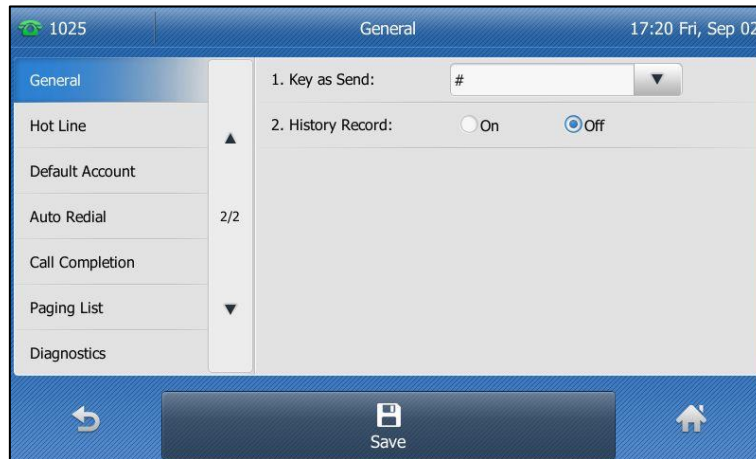 1025 General 17:20 Fri, Sep 02
General
Hot Line
Default Account
Auto Redial
Call Completion
Paging List
Diagnostics
2/2
1. Key as Send: #
2. History Record: On Off
Save